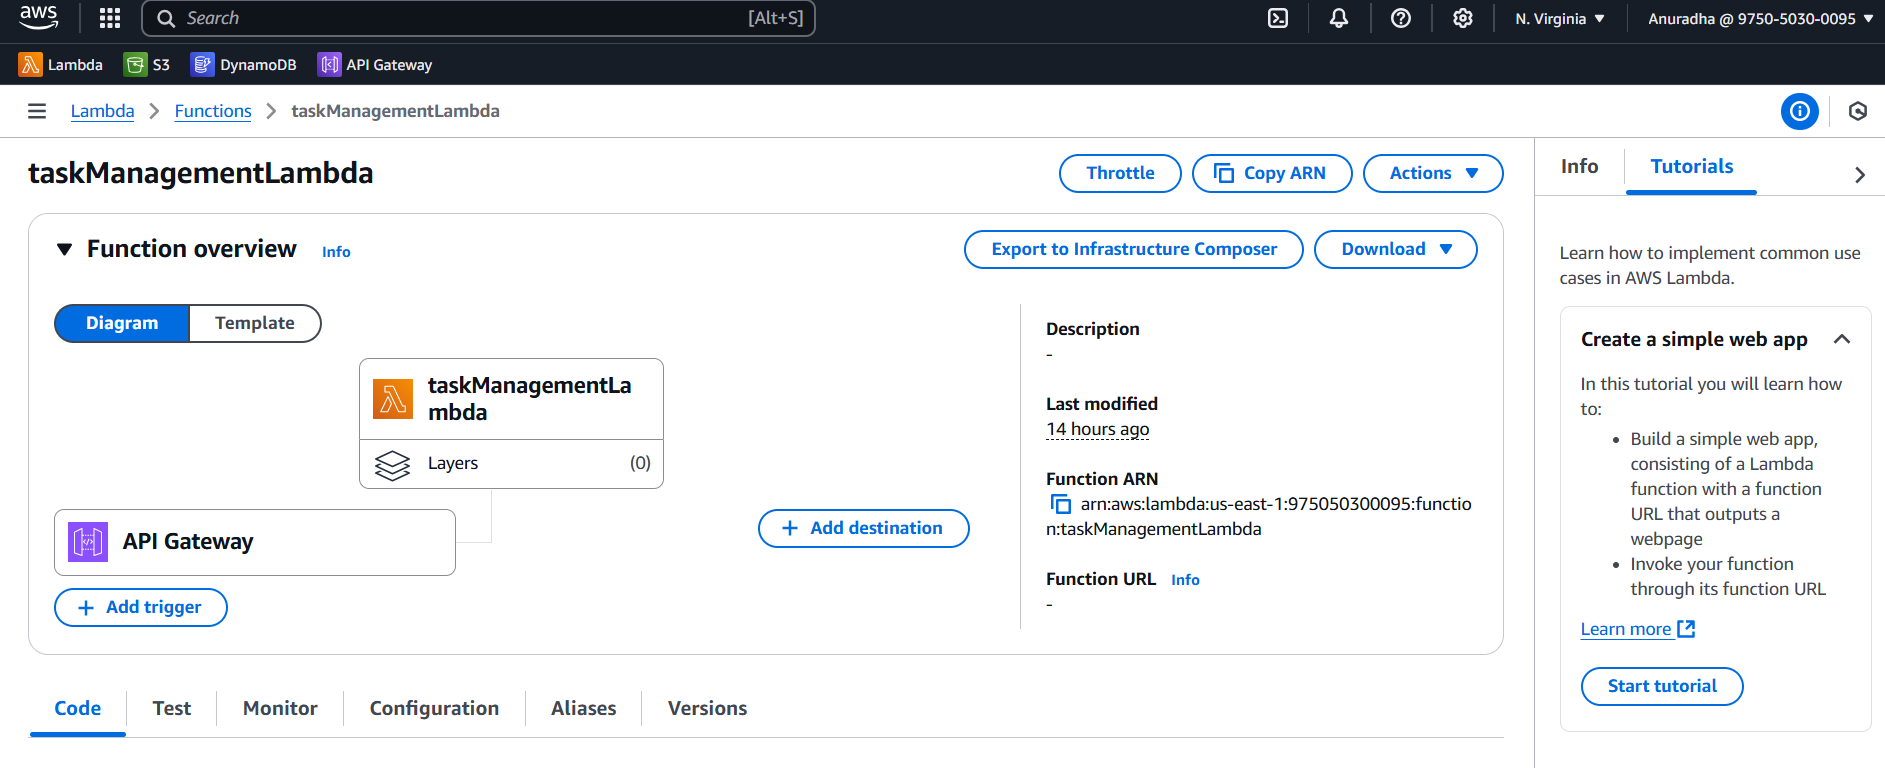 aws
Search [Alt+S]
N. Virginia
Anuradha @ 9750-5030-0095
Lambda
S3
DynamoDB
API Gateway
Lambda
Functions
taskManagementLambda
taskManagementLambda
Throttle
Copy ARN
Actions
Function overview Info
Export to Infrastructure Composer
Download
Diagram
Template
taskManagementLa
mbda
Layers (0)
API Gateway
+ Add trigger
+ Add destination
Description
-
Last modified
14 hours ago
Function ARN
arn:aws:lambda:us-east-1:975050300095:functio
n:taskManagementLambda
Function URL Info
-
Code
Test
Monitor
Configuration
Aliases
Versions
Info
Tutorials
Learn how to implement common use
cases in AWS Lambda.
Create a simple web app
In this tutorial you will learn how
to:
• Build a simple web app,
consisting of a Lambda
function with a function
URL that outputs a
webpage
• Invoke your function
through its function URL
Learn more
Start tutorial